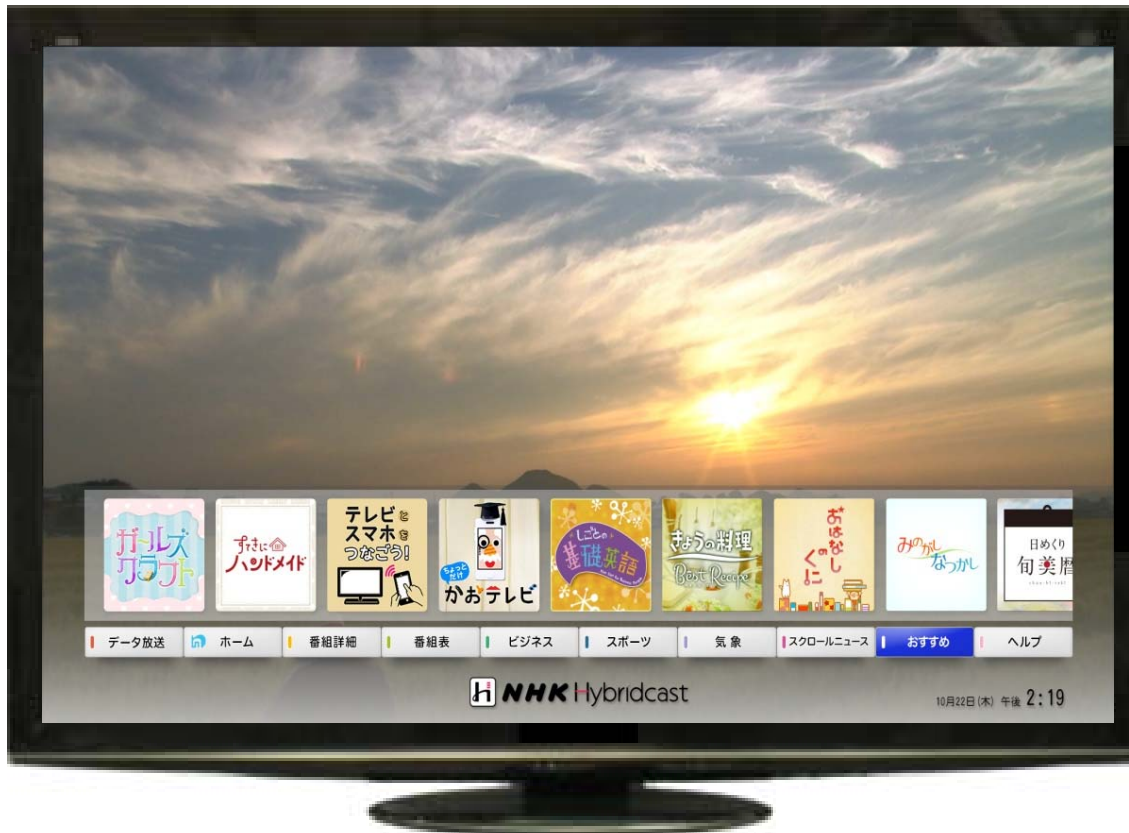 ガールズ
クラフト
すてきに
ハンドメイド
テレビと
スマホを
つなごう!
ちょっと
だけ
かおテレビ
しごとの
基礎英語
きょうの料理
Best Recipe
おはなし
のくに
みのがし
なつかし
日めくり
旬美暦
データ放送
ホーム
番組詳細
番組表
ビジネス
スポーツ
気象
スクロールニュース
おすすめ
ヘルプ
NHK Hybridcast
10月22日(木) 午後 2:19